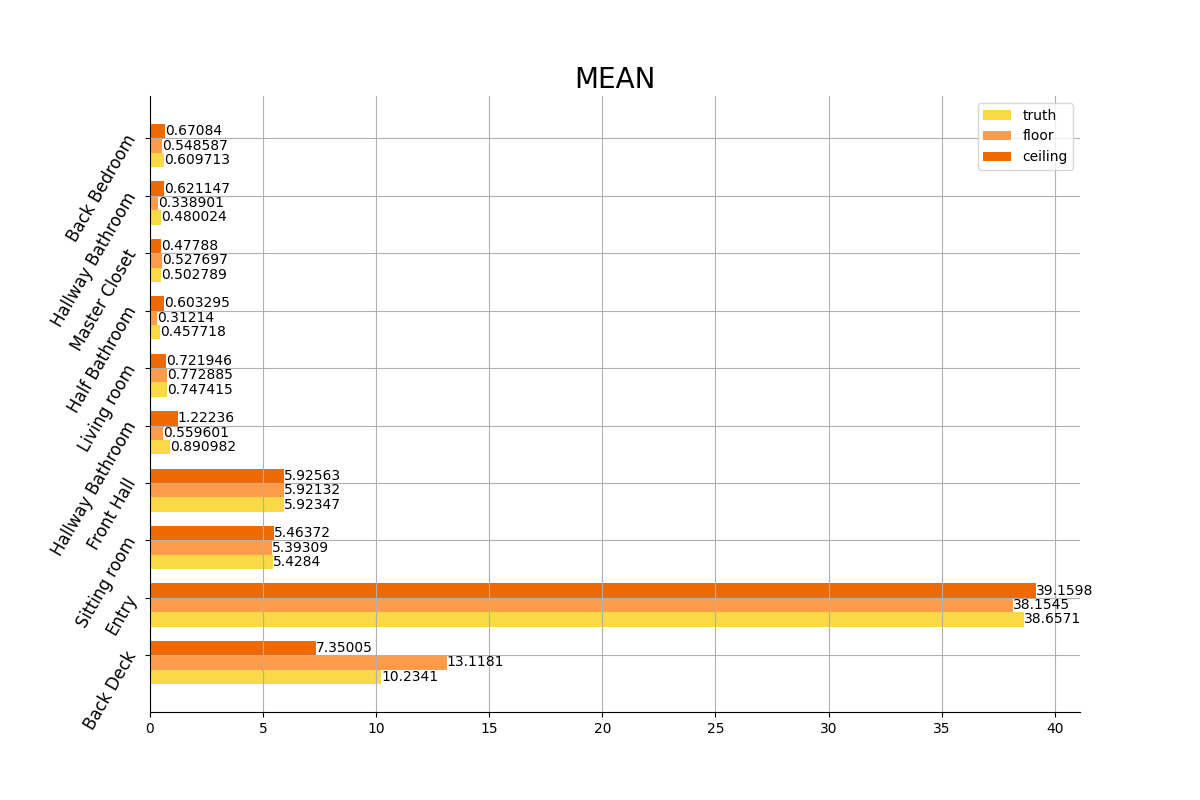 MEAN
truth
floor
ceiling
Back Bedroom
0.67084
0.548587
0.609713
Hallway Bathroom
0.621147
0.338901
0.480024
Master Closet
0.47788
0.527697
0.502789
Half Bathroom
0.603295
0.31214
0.457718
Living room
0.721946
0.772885
0.747415
Hallway Bathroom
1.22236
0.559601
0.890982
Front Hall
5.92563
5.92132
5.92347
Sitting room
5.46372
5.39309
5.4284
Entry
39.1598
38.1545
38.6571
Back Deck
7.35005
13.1181
10.2341
0 5 10 15 20 25 30 35 40